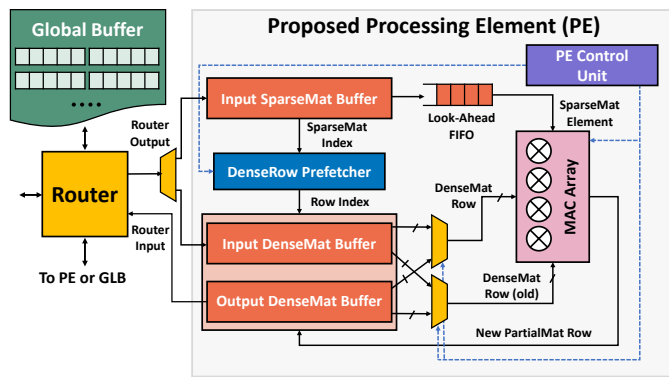 Global Buffer
Proposed Processing Element (PE)
PE Control
Unit
Input SparseMat Buffer
Look-Ahead
FIFO
SparseMat
Element
Router
Output
SparseMat
Index
DenseRow Prefetcher
Router
DenseMat
Row
MAC Array
Row Index
Router
Input
Input DenseMat Buffer
Output DenseMat Buffer
DenseMat
Row (old)
To PE or GLB
New PartialMat Row